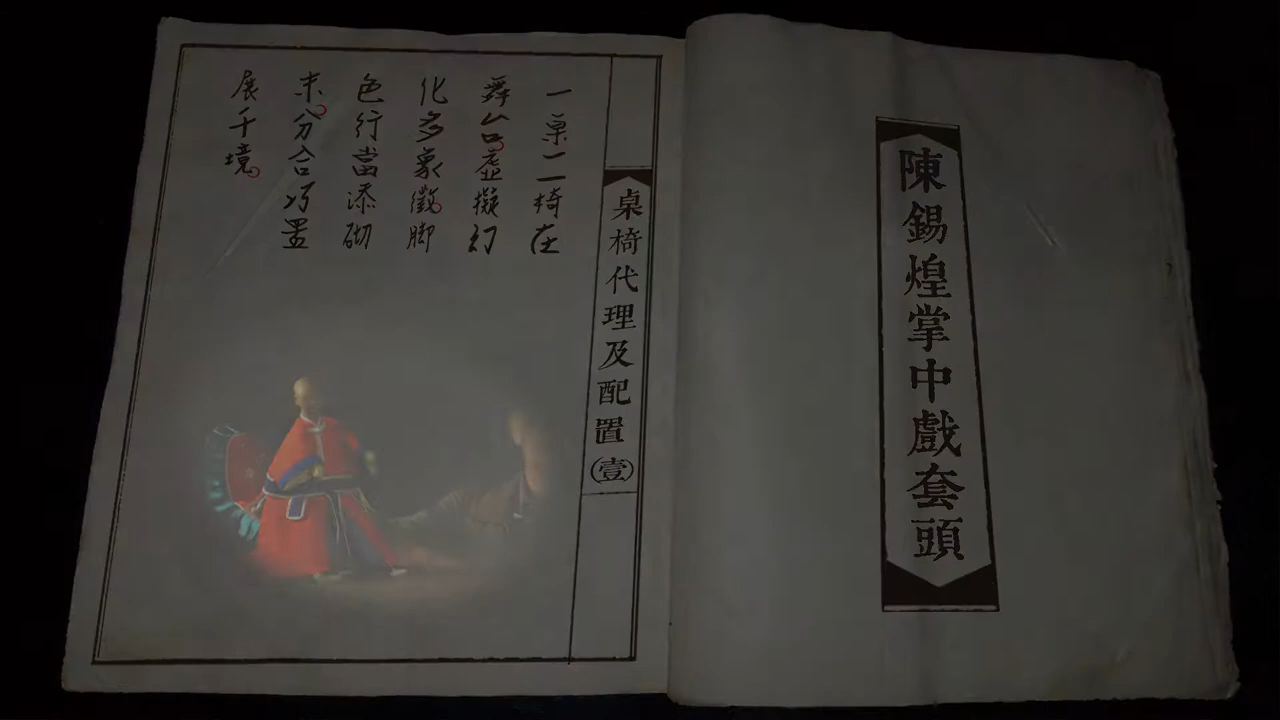 陳錫煌掌中戲套頭
桌椅代理及配置(壹)
一桌二椅在
舞台。虛擬幻
化多象徵。腳
色行當添砌
末。分合巧置
展千境。